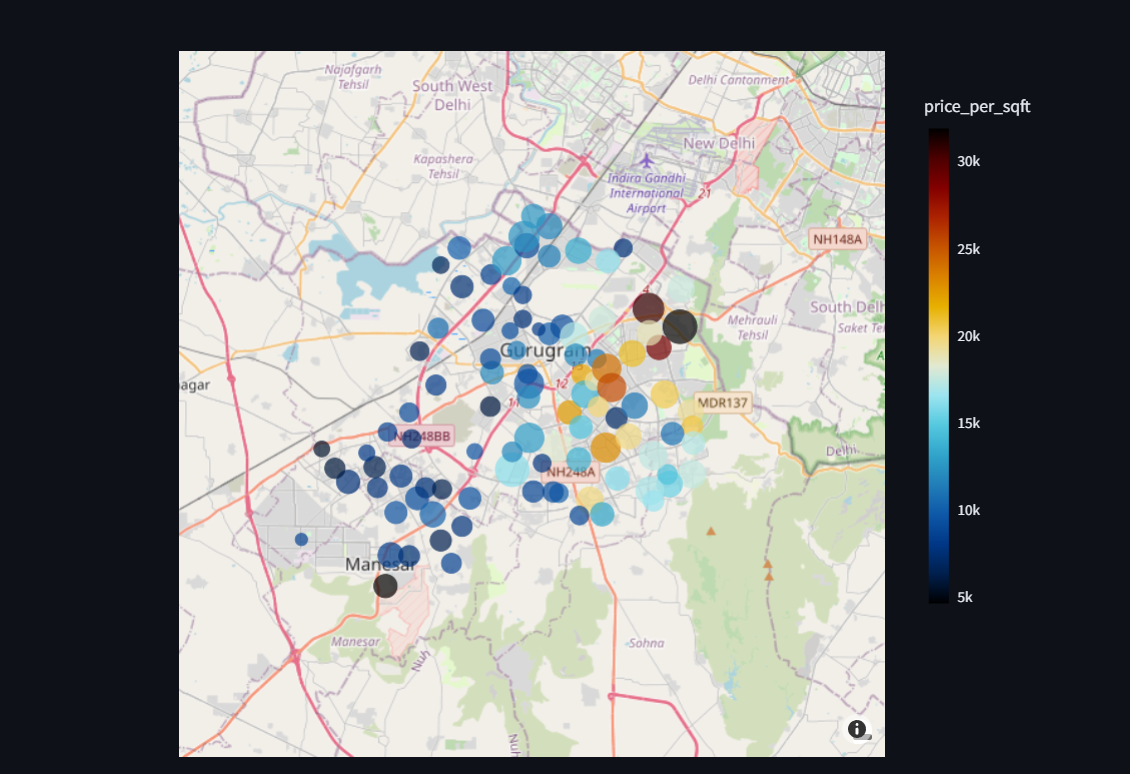 Najafgarh
Tehsil
South West
Delhi
Delhi Cantonment
price_per_sqft
New Delhi
Kapashera
Tehsil
Indira Gandhi
International
Airport
21
30k
NH148A
25k
South Delh
Saket Te
Mehrauli
Tehsil
20k
Gurugram
A
agar
12
MDR137
15k
NH248BB
Delhi
NH248A
10k
Manesar
5k
Manesar
Nuh
-Sohna
Nuh
i